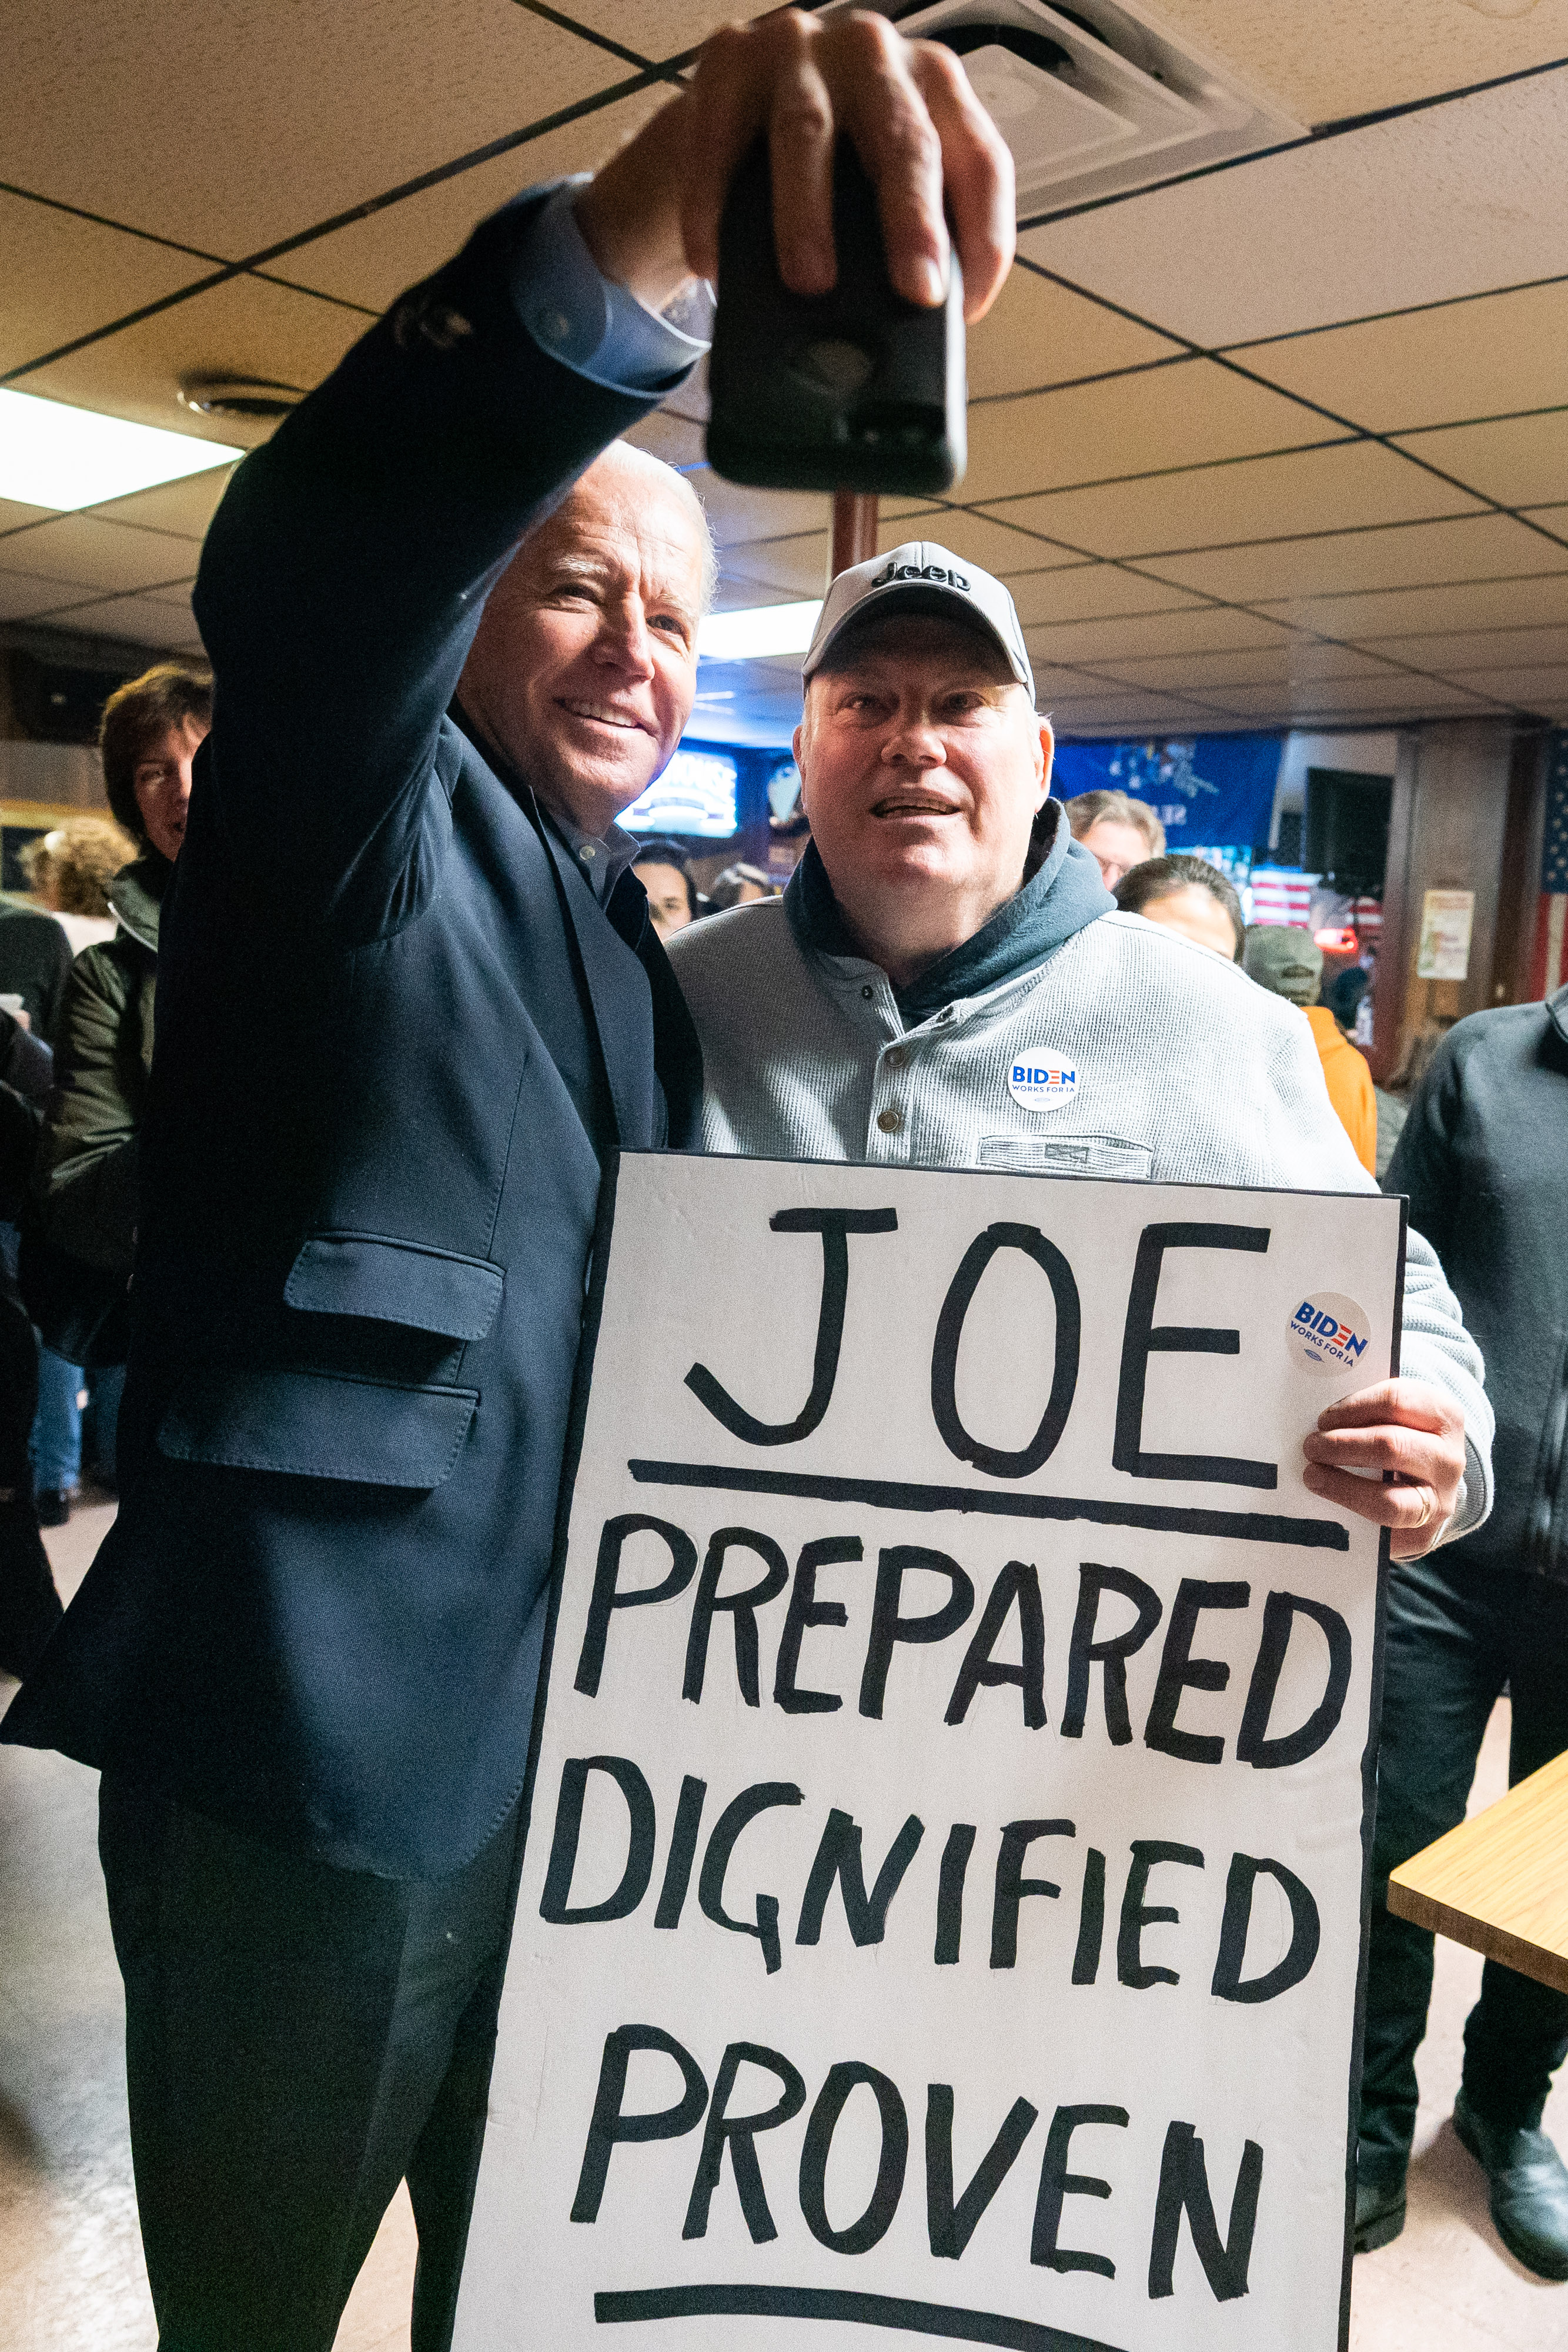 Jeep
BIDEN
WORKS FOR IA
JOE
BIDEN
WORKS FOR IA
PREPARED
DIGNIFIED
PROVEN